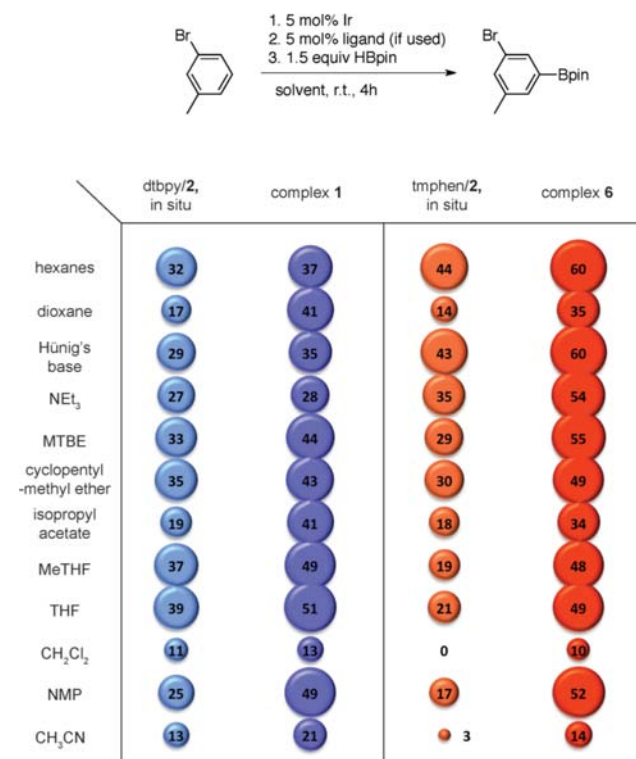 Br
1. 5 mol% Ir
2. 5 mol% ligand (if used)
3. 1.5 equiv HBpin
solvent, r.t., 4h
Br
Bpin
dtbpy/2, in situ
complex 1
tmphen/2, in situ
complex 6
hexanes 32 37 44 60
dioxane 17 41 14 35
Hünig's base 29 35 43 60
NEt₃ 27 28 35 54
MTBE 33 44 29 55
cyclopentyl -methyl ether 35 43 30 49
isopropyl acetate 19 41 18 34
MeTHF 37 49 19 48
THF 39 51 21 49
CH₂Cl₂ 11 13 0 10
NMP 25 49 17 52
CH₃CN 13 21 3 14